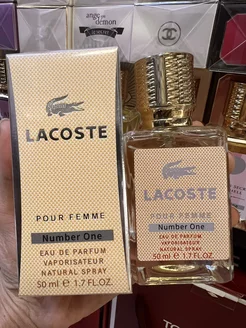 ange ou
démon
LACOSTE
POUR FEMME
Number One
EAU DE PARFUM
VAPORISATEUR
NATURAL SPRAY
50 ml e 1.7 FL.OZ.
LACOSTE
POUR FEMME
Number One
EAU DE PARFUM
VAPORISATEUR
NATURAL SPRAY
50 ml e 1.7 FL.OZ.